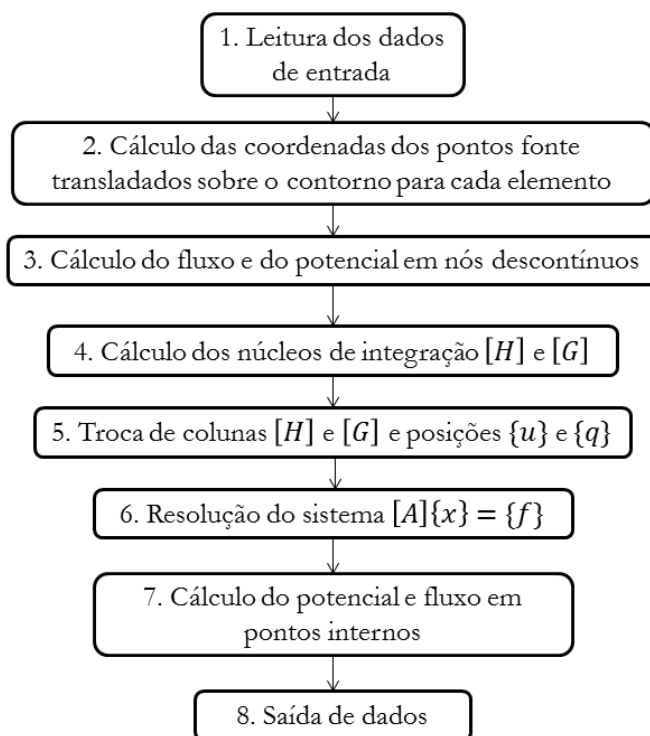 1. Leitura dos dados
de entrada
2. Cálculo das coordenadas dos pontos fonte
transladados sobre o contorno para cada elemento
3. Cálculo do fluxo e do potencial em nós descontínuos
4. Cálculo dos núcleos de integração [H] e [G]
5. Troca de colunas [H] e [G] e posições {u} e {q}
6. Resolução do sistema [A]{x} = {f}
7. Cálculo do potencial e fluxo em
pontos internos
8. Saída de dados